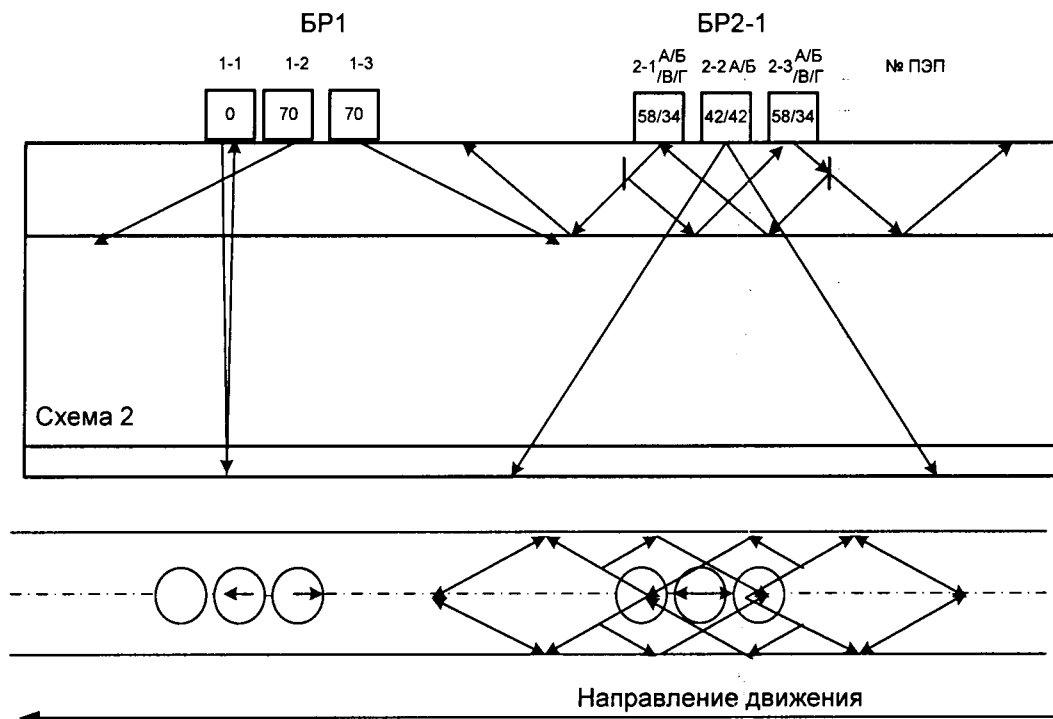 БР1 БР2-1
1-1 1-2 1-3 2-1 А/Б /В/Г 2-2 А/Б 2-3 А/Б /В/Г № ПЭП
0 70 70 58/34 42/42 58/34
Схема 2
Направление движения